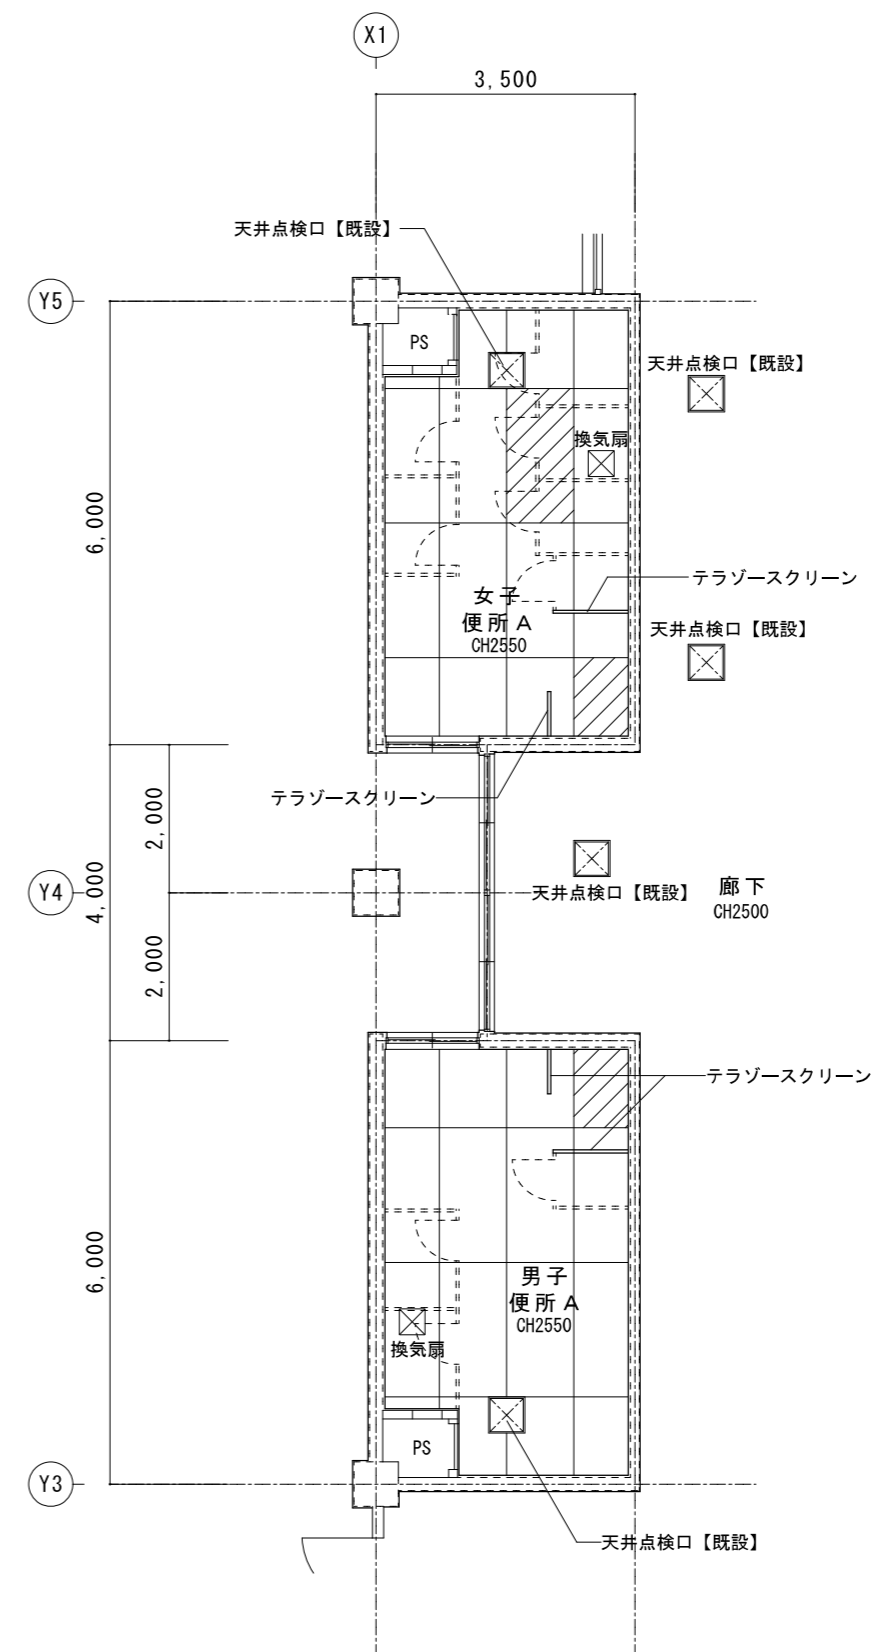 X1
3,500
天井点検口【既設】
Y5
PS
天井点検口【既設】
換気扇
6,000
テラゾースクリーン
女子
便所A
CH2550
天井点検口【既設】
テラゾースクリーン
2,000
Y4
4,000
天井点検口【既設】
廊下
CH2500
2,000
テラゾースクリーン
6,000
男子
便所A
CH2550
換気扇
PS
Y3
天井点検口【既設】